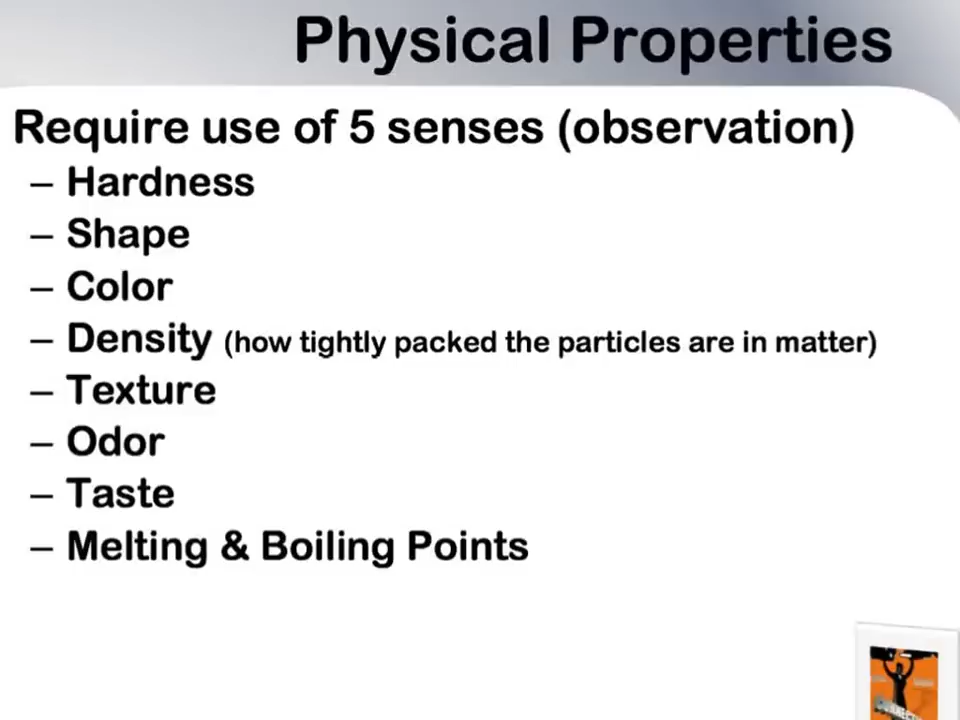 Physical Properties
Require use of 5 senses (observation)
– Hardness
– Shape
– Color
– Density (how tightly packed the particles are in matter)
– Texture
– Odor
– Taste
– Melting & Boiling Points